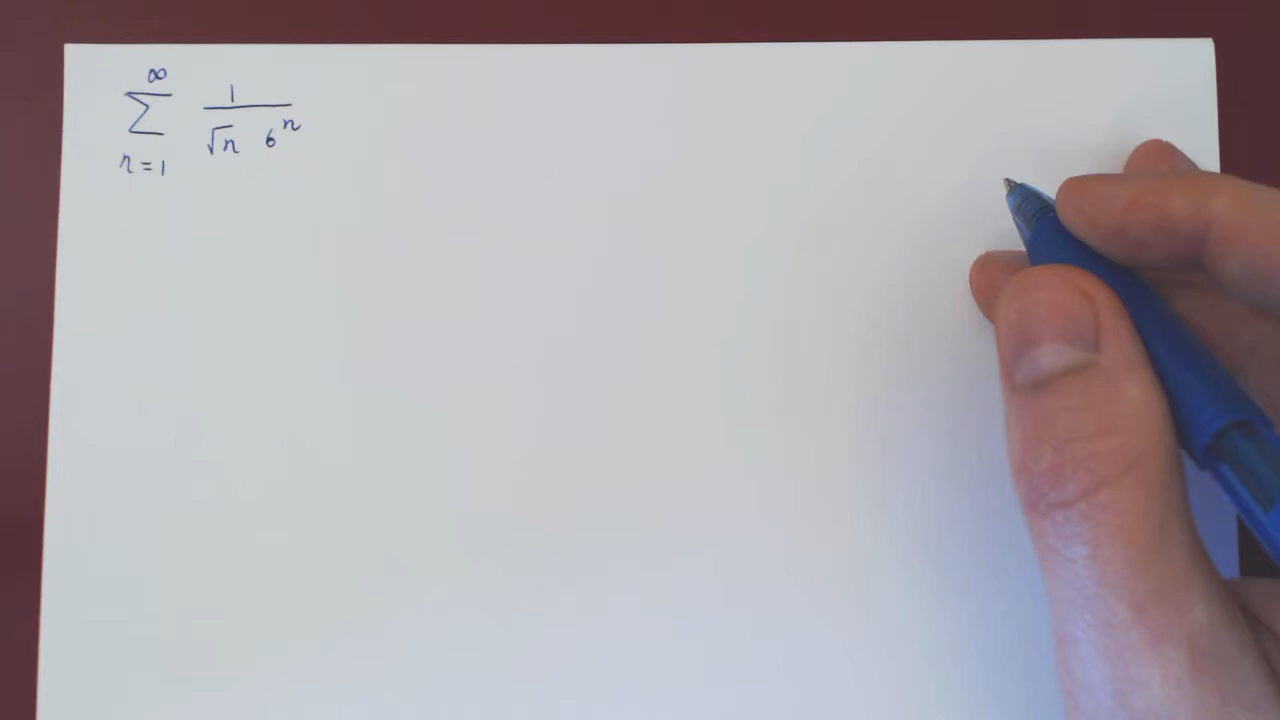 ∞
∑ 1/(√n 6^n)
n=1